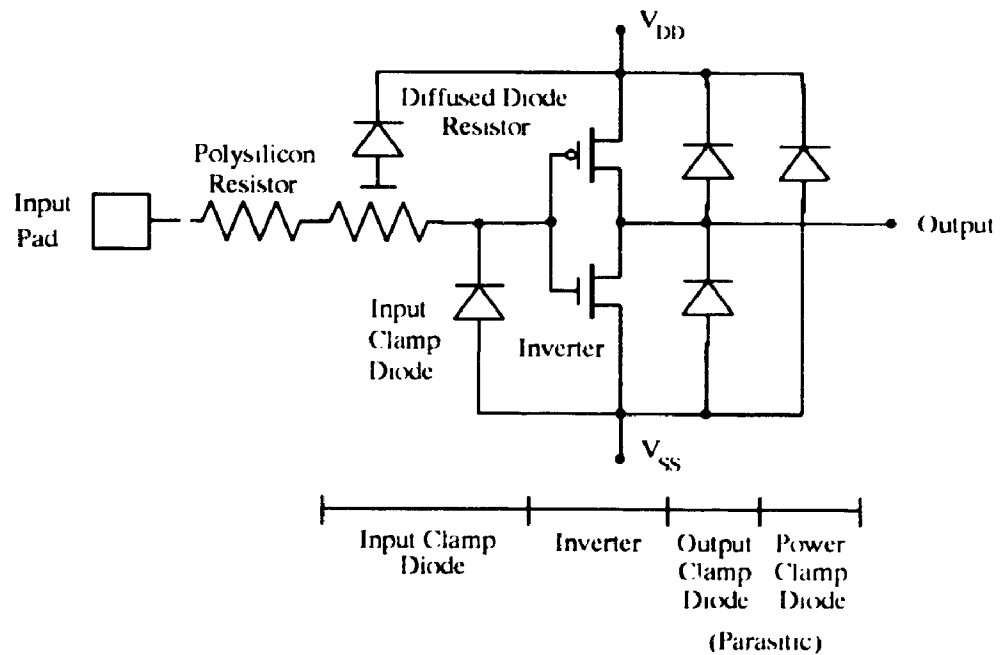 V_DD
Diffused Diode
Resistor
Polysilicon
Resistor
Input
Pad
Output
Input
Clamp
Diode
Inverter
V_SS
Input Clamp
Diode
Inverter
Output
Clamp
Diode
Power
Clamp
Diode
(Parasitic)